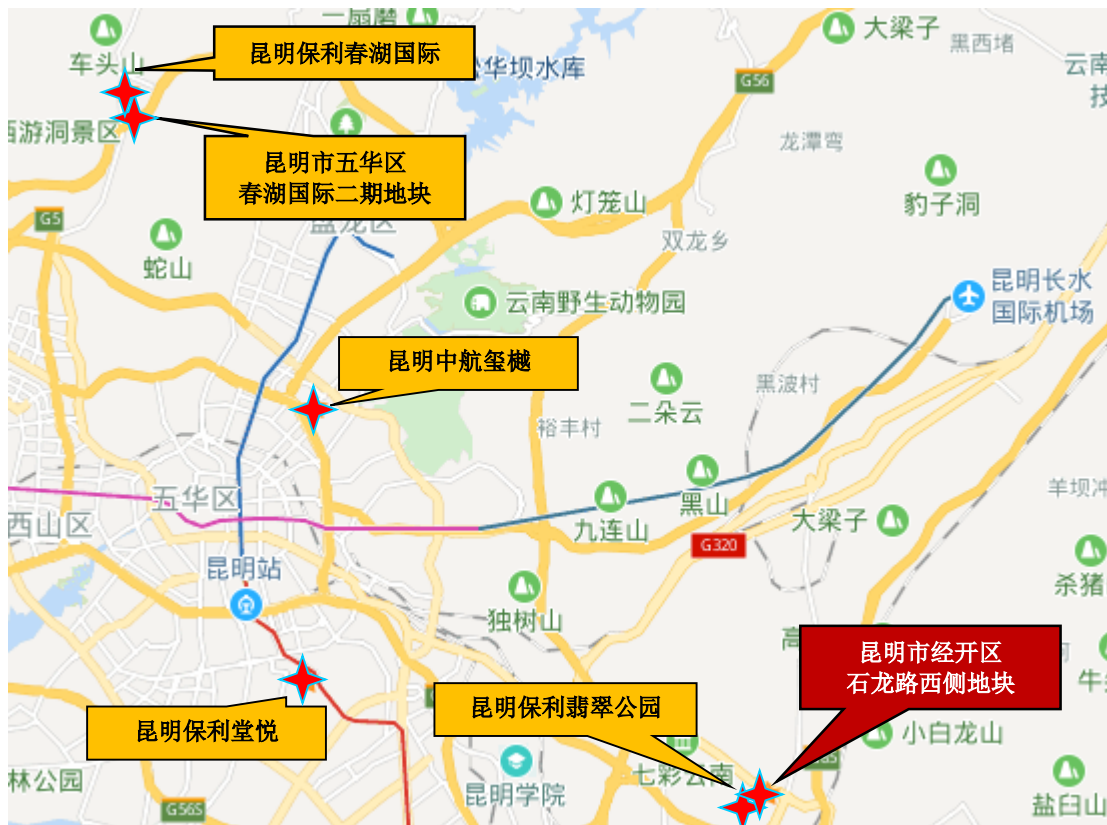 一扇磨
大梁子
黑西堵
昆明保利春湖国际
车头山
松华坝水库
云南
技
G56
西游洞景区
昆明市五华区
春湖国际二期地块
龙潭弯
豹子洞
灯笼山
G5
盘龙区
双龙乡
蛇山
昆明长水
国际机场
云南野生动物园
昆明中航玺樾
二朵云
黑波村
裕丰村
五华区
黑山
羊坝冲
西山区
九连山
大梁子
G320
昆明站
杀猪
独树山
高
昆明市经开区
石龙路西侧地块
牛
昆明保利翡翠公园
昆明保利堂悦
小白龙山
七彩云南
林公园
昆明学院
盐臼山
G56S